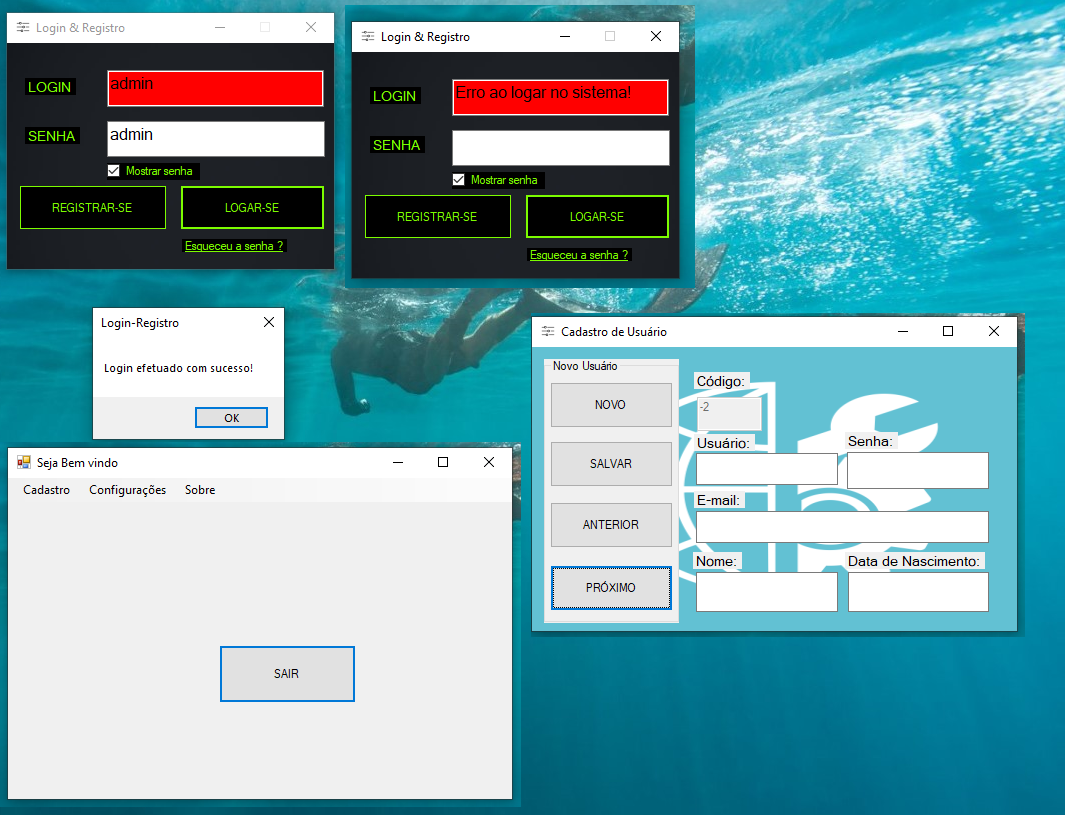 Login & Registro
LOGIN
admin
SENHA
admin
Mostrar senha
REGISTRAR-SE
LOGAR-SE
Esqueceu a senha ?
Login & Registro
LOGIN
Erro ao logar no sistema!
SENHA
Mostrar senha
REGISTRAR-SE
LOGAR-SE
Esqueceu a senha ?
Login-Registro
Login efetuado com sucesso!
OK
Seja Bem vindo
Cadastro Configurações Sobre
SAIR
Cadastro de Usuário
Novo Usuário
NOVO
SALVAR
ANTERIOR
PRÓXIMO
Código:
-2
Usuário: Senha:
E-mail:
Nome: Data de Nascimento: